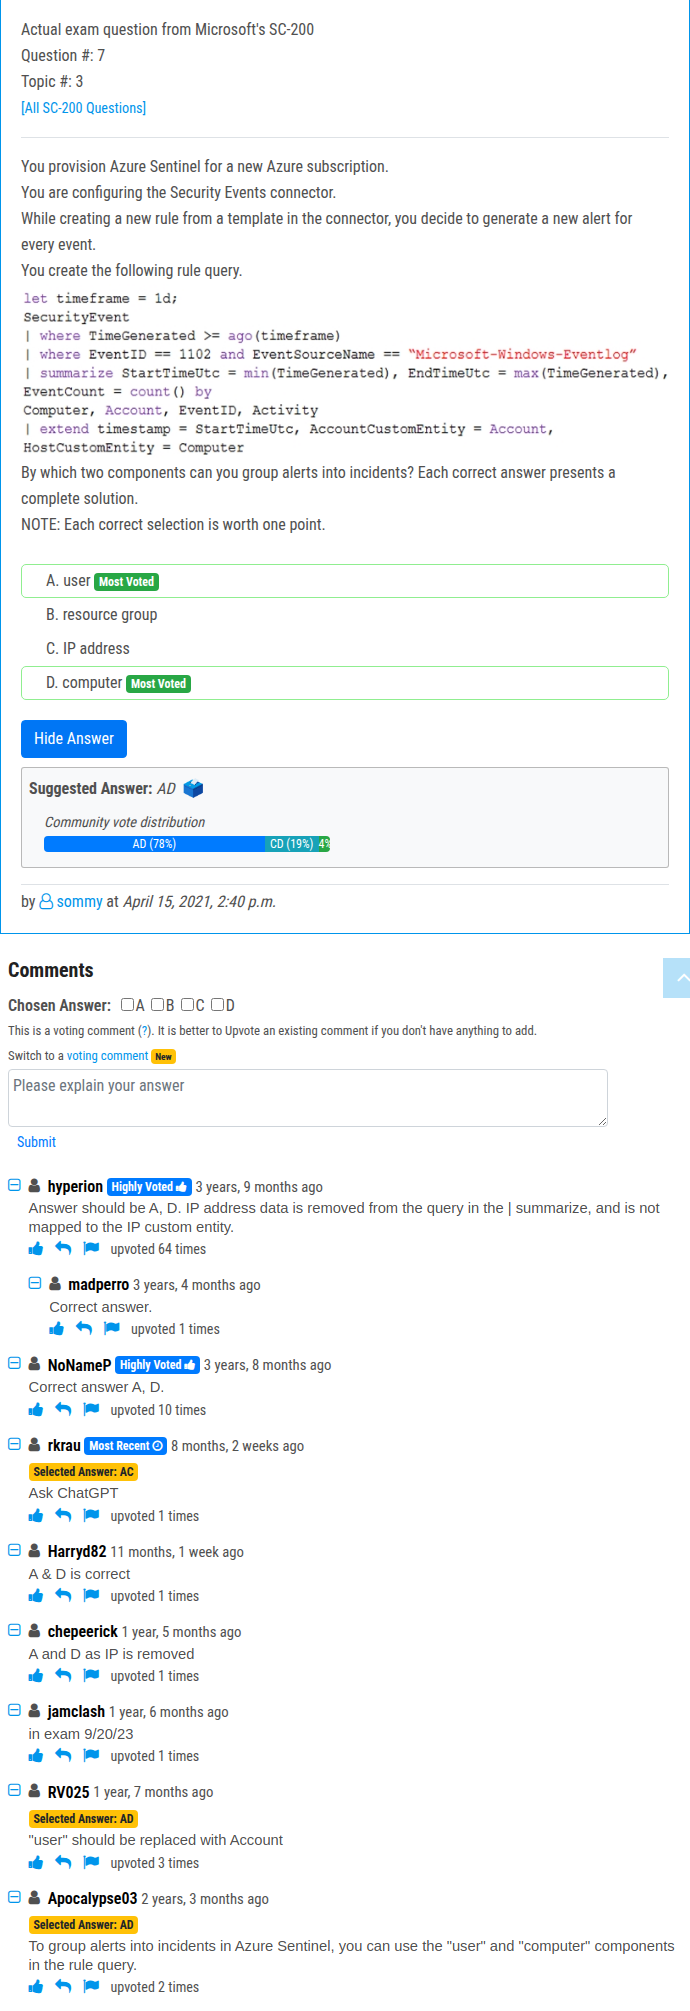 Actual exam question from Microsoft's SC-200
Question #: 7
Topic #: 3
[All SC-200 Questions]
You provision Azure Sentinel for a new Azure subscription.
You are configuring the Security Events connector.
While creating a new rule from a template in the connector, you decide to generate a new alert for
every event.
You create the following rule query.
let timeframe = 1d;
SecurityEvent
| where TimeGenerated >= ago(timeframe)
| where EventID == 1102 and EventSourceName == “Microsoft-Windows-Eventlog”
| summarize StartTimeUtc = min(TimeGenerated), EndTimeUtc = max(TimeGenerated),
EventCount = count() by
Computer, Account, EventID, Activity
| extend timestamp = StartTimeUtc, AccountCustomEntity = Account,
HostCustomEntity = Computer
By which two components can you group alerts into incidents? Each correct answer presents a
complete solution.
NOTE: Each correct selection is worth one point.
A. user Most Voted
B. resource group
C. IP address
D. computer Most Voted
Hide Answer
Suggested Answer: AD
Community vote distribution
AD (78%) CD (19%) 4%
by sommy at April 15, 2021, 2:40 p.m.
Comments
Chosen Answer: A B C D
This is a voting comment (?). It is better to Upvote an existing comment if you don't have anything to add.
Switch to a voting comment New
Please explain your answer
Submit
hyperion Highly Voted 3 years, 9 months ago
Answer should be A, D. IP address data is removed from the query in the | summarize, and is not
mapped to the IP custom entity.
upvoted 64 times
madperro 3 years, 4 months ago
Correct answer.
upvoted 1 times
NoNameP Highly Voted 3 years, 8 months ago
Correct answer A, D.
upvoted 10 times
rkrau Most Recent 8 months, 2 weeks ago
Selected Answer: AC
Ask ChatGPT
upvoted 1 times
Harryd82 11 months, 1 week ago
A & D is correct
upvoted 1 times
chepeerick 1 year, 5 months ago
A and D as IP is removed
upvoted 1 times
jamclash 1 year, 6 months ago
in exam 9/20/23
upvoted 1 times
RV025 1 year, 7 months ago
Selected Answer: AD
"user" should be replaced with Account
upvoted 3 times
Apocalypse03 2 years, 3 months ago
Selected Answer: AD
To group alerts into incidents in Azure Sentinel, you can use the "user" and "computer" components
in the rule query.
upvoted 2 times